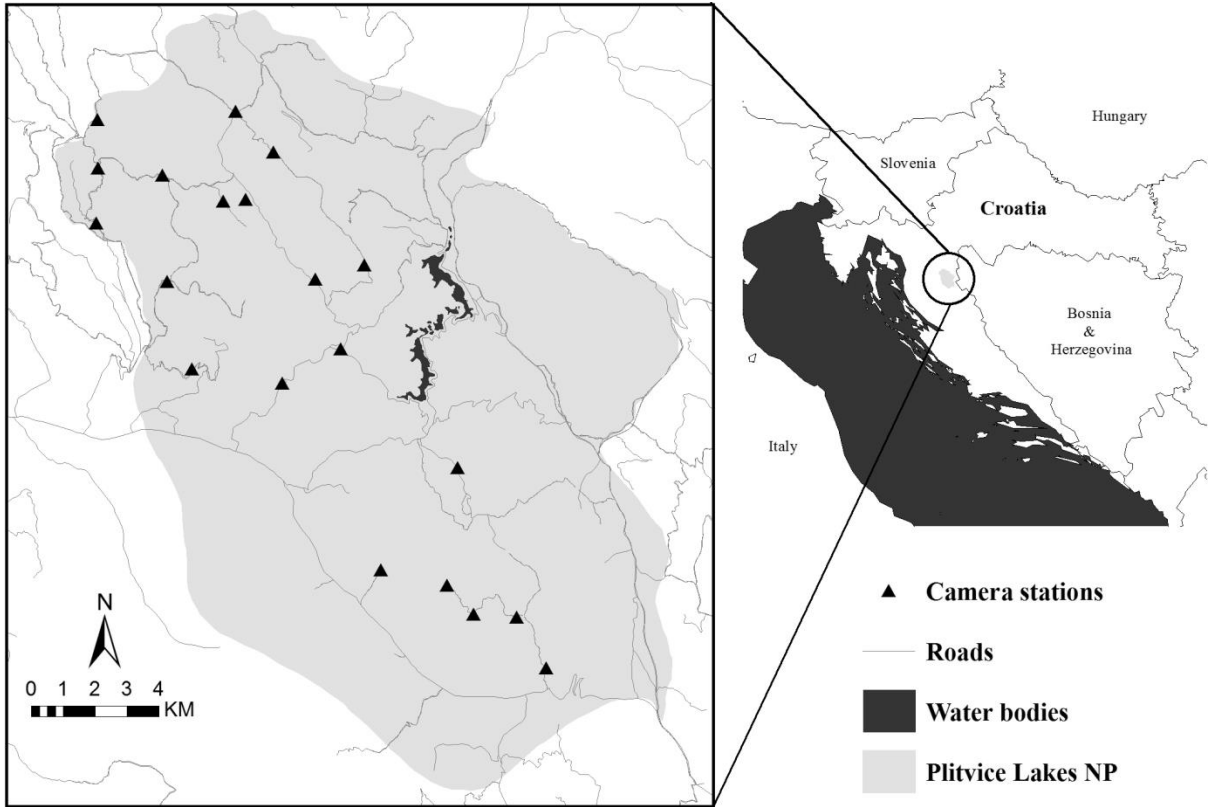 N
0 1 2 3 4
KM
Hungary
Slovenia
Croatia
Bosnia
&
Herzegovina
Italy
Camera stations
Roads
Water bodies
Plitvice Lakes NP